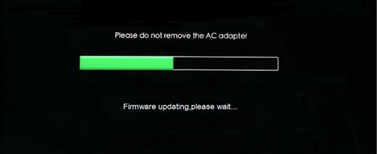 Please do not remove the AC adapter
Firmware updating,please wait...